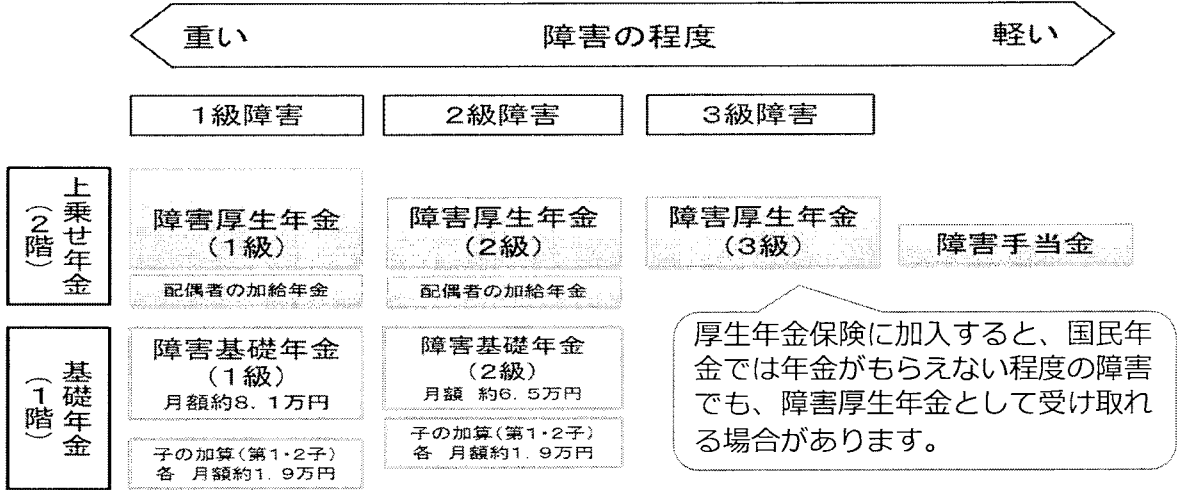 重い 障害の程度 軽い
1級障害 2級障害 3級障害
上乗せ年金
(2階)
障害厚生年金
(1級)
配偶者の加給年金
障害厚生年金
(2級)
配偶者の加給年金
障害厚生年金
(3級)
障害手当金
基礎年金
(1階)
障害基礎年金
(1級)
月額約8.1万円
子の加算(第1・2子)
各 月額約1.9万円
障害基礎年金
(2級)
月額 約6.5万円
子の加算(第1・2子)
各 月額約1.9万円
厚生年金保険に加入すると、国民年
金では年金がもらえない程度の障害
でも、障害厚生年金として受け取れ
る場合があります。